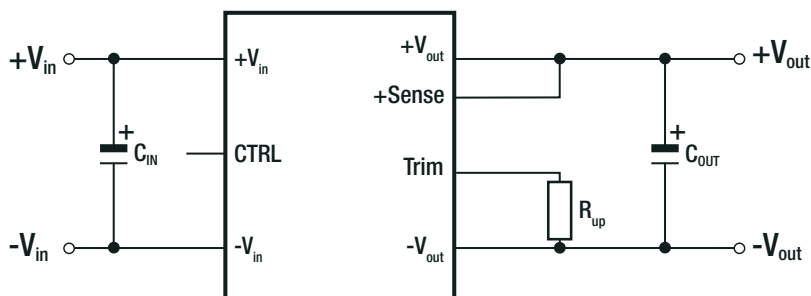 +Vin
+Vin
+Vout
+Vout
+Sense
+
CIN
CTRL
+
COUT
Trim
Rup
-Vin
-Vin
-Vout
-Vout